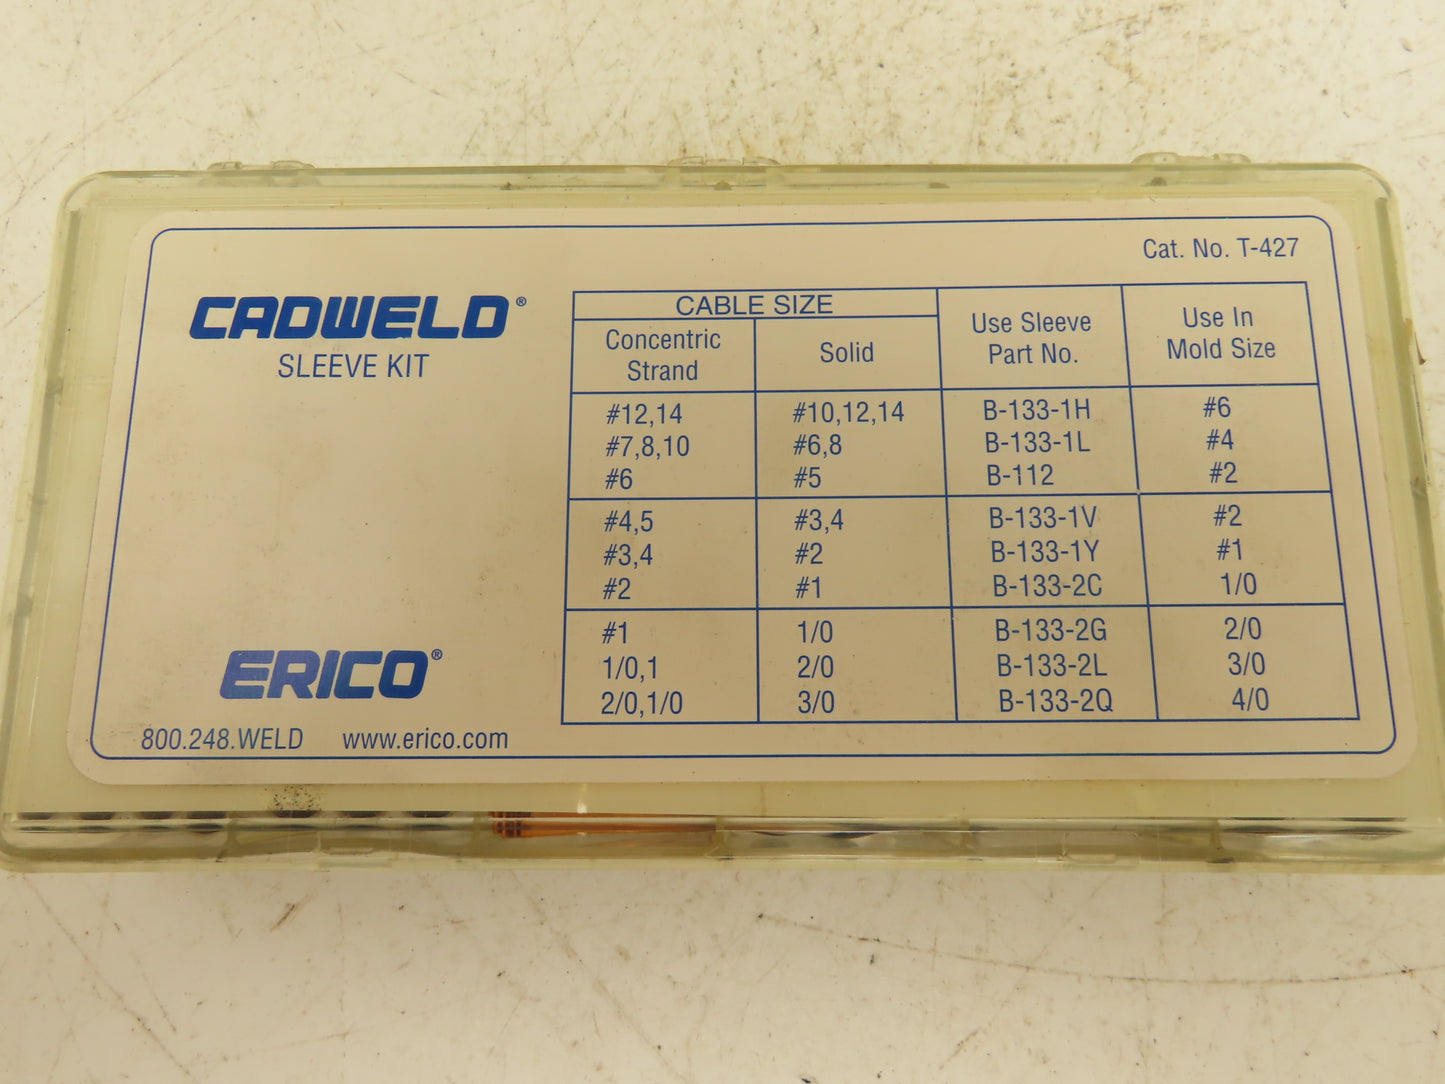 Cat. No. T-427
CADWELD®
SLEEVE KIT
CABLE SIZE
Concentric Strand | Solid | Use Sleeve Part No. | Use In Mold Size
#12,14 | #10,12,14 | B-133-1H | #6
#7,8,10 | #6,8 | B-133-1L | #4
#6 | #5 | B-112 | #2
#4,5 | #3,4 | B-133-1V | #2
#3,4 | #2 | B-133-1Y | #1
#2 | #1 | B-133-2C | 1/0
#1 | 1/0 | B-133-2G | 2/0
1/0,1 | 2/0 | B-133-2L | 3/0
2/0,1/0 | 3/0 | B-133-2Q | 4/0
ERICO®
800.248.WELD www.erico.com